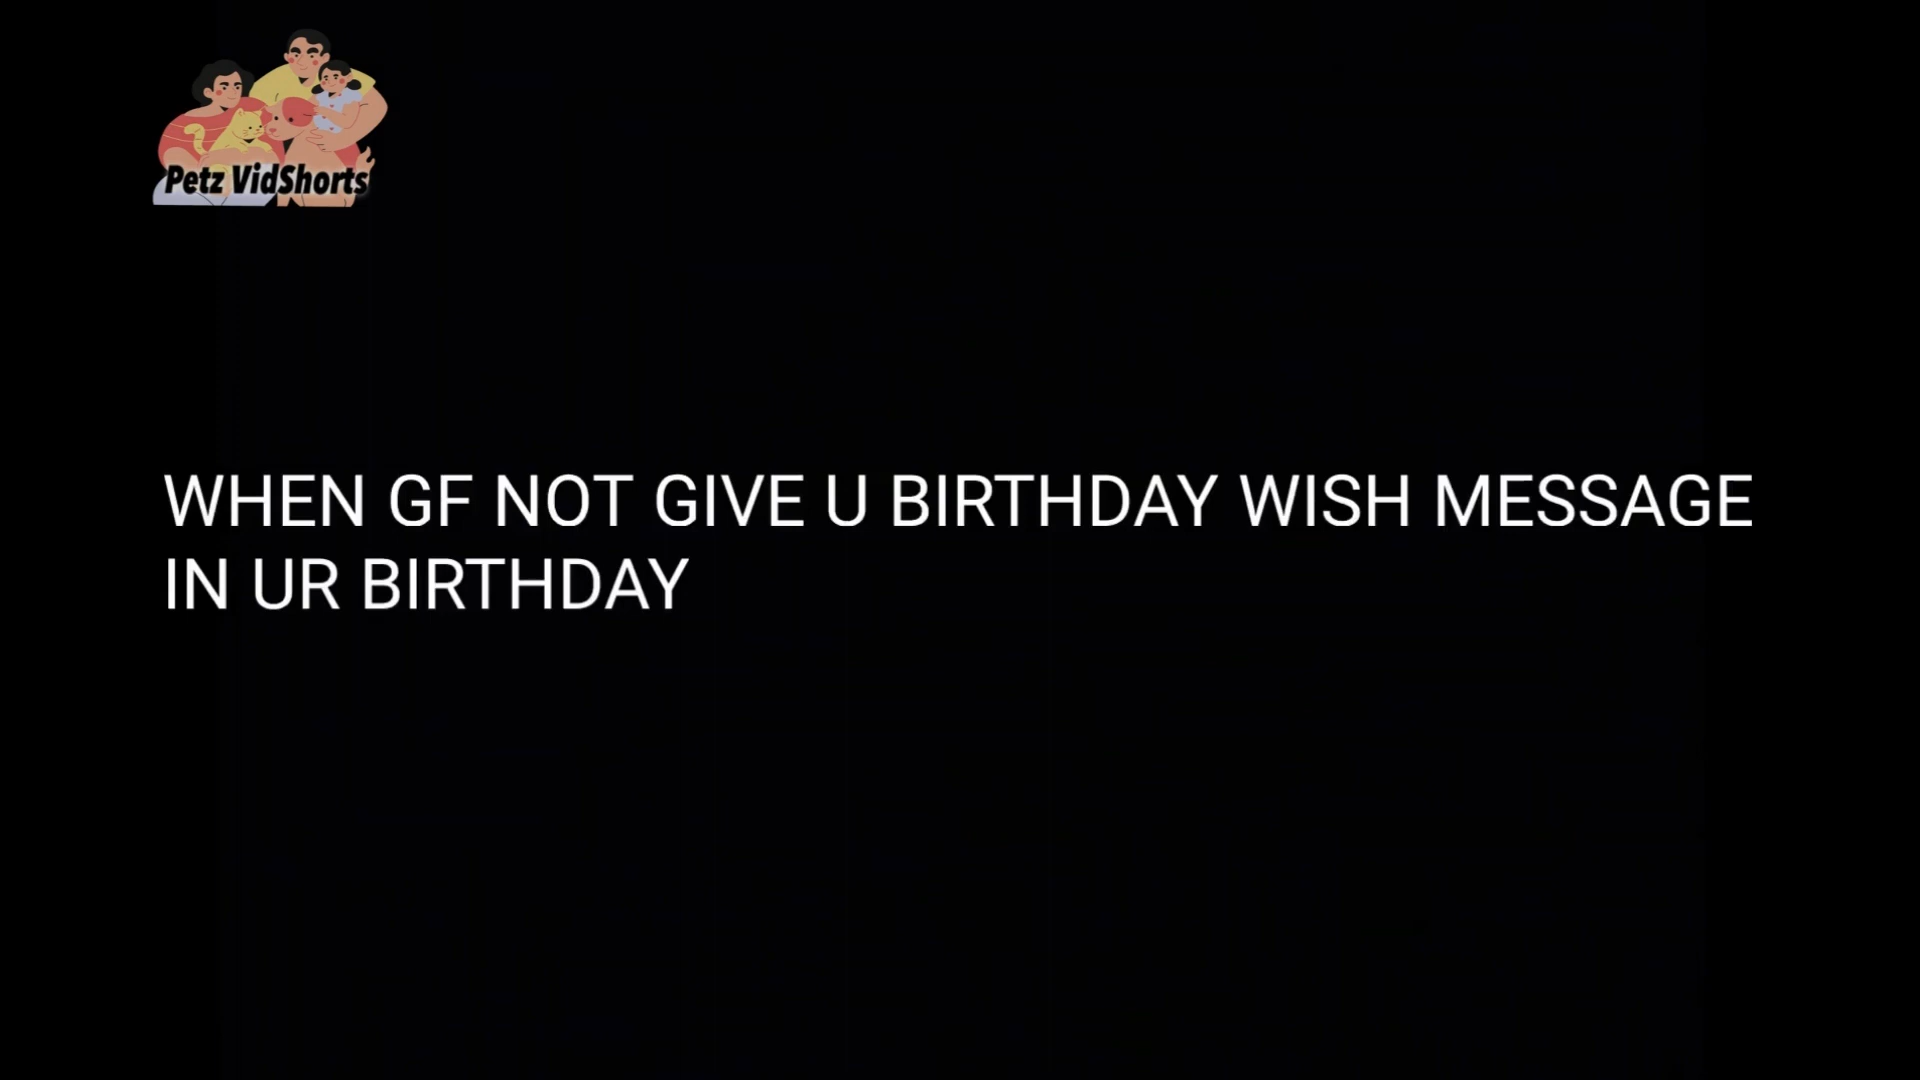 Petz VidShorts
WHEN GF NOT GIVE U BIRTHDAY WISH MESSAGE
IN UR BIRTHDAY